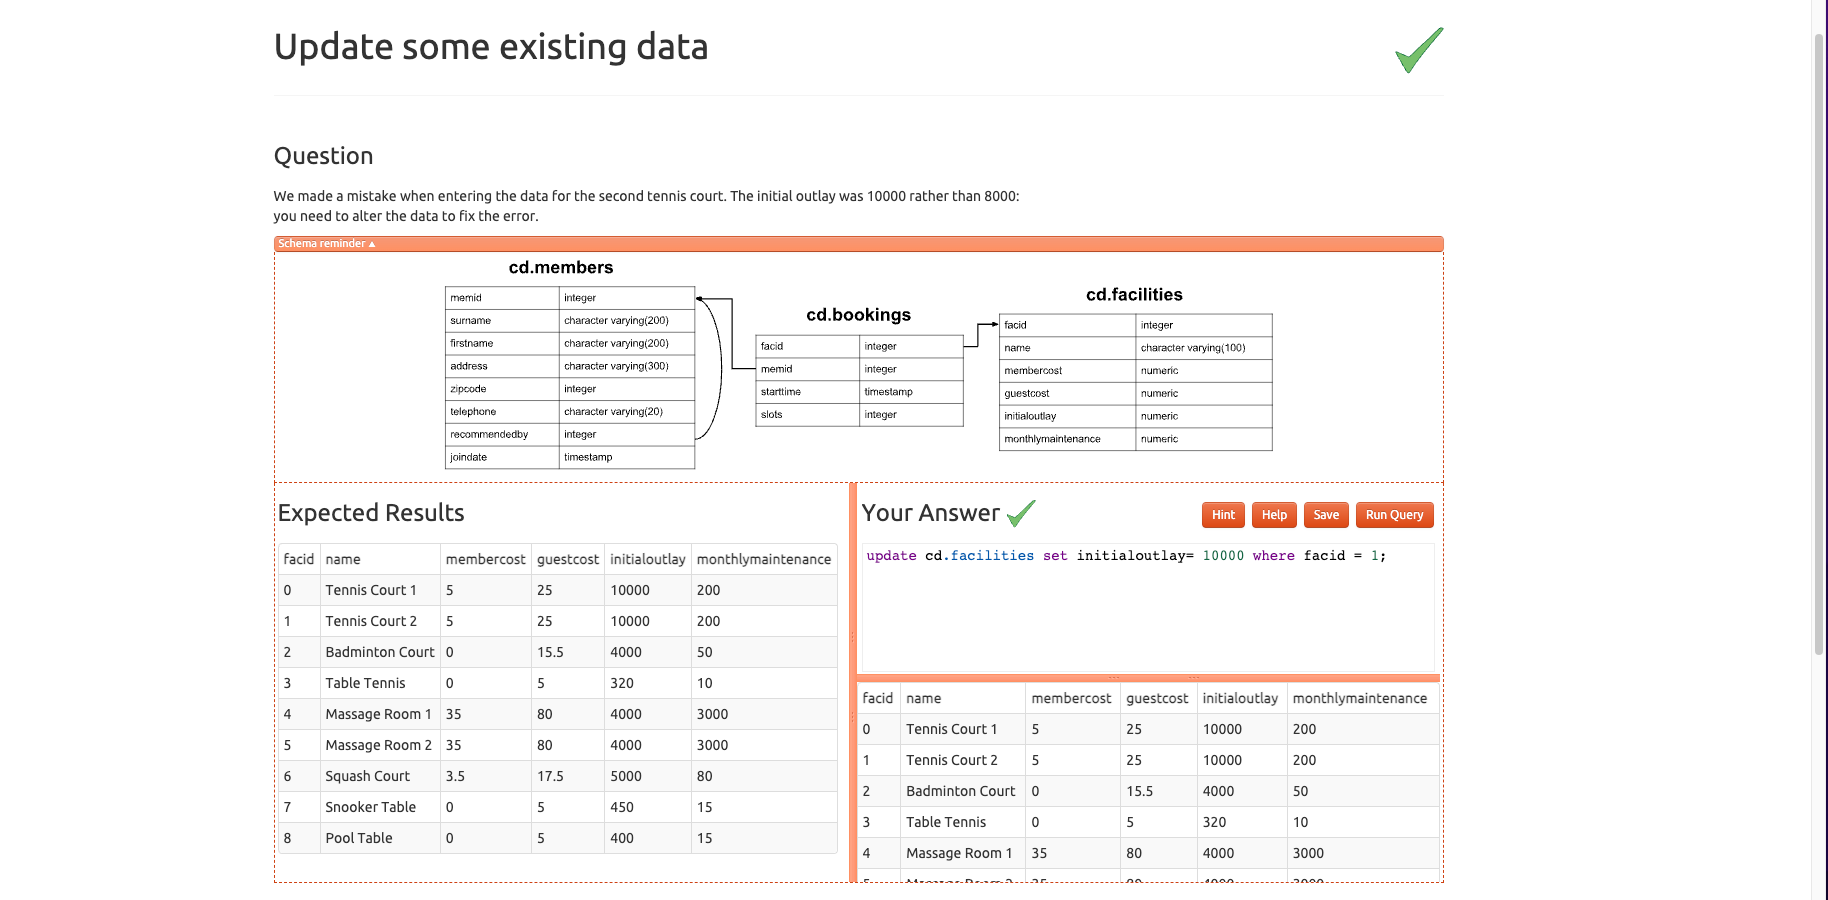 Update some existing data
Question
We made a mistake when entering the data for the second tennis court. The initial outlay was 10000 rather than 8000:
you need to alter the data to fix the error.
Schema reminder ▲
cd.members
memid integer
surname character varying(200)
firstname character varying(200)
address character varying(300)
zipcode integer
telephone character varying(20)
recommendedby integer
joindate timestamp
cd.bookings
facid integer
memid integer
starttime timestamp
slots integer
cd.facilities
facid integer
name character varying(100)
membercost numeric
guestcost numeric
initialoutlay numeric
monthlymaintenance numeric
Expected Results
facid name membercost guestcost initialoutlay monthlymaintenance
0 Tennis Court 1 5 25 10000 200
1 Tennis Court 2 5 25 10000 200
2 Badminton Court 0 15.5 4000 50
3 Table Tennis 0 5 320 10
4 Massage Room 1 35 80 4000 3000
5 Massage Room 2 35 80 4000 3000
6 Squash Court 3.5 17.5 5000 80
7 Snooker Table 0 5 450 15
8 Pool Table 0 5 400 15
Your Answer
Hint Help Save Run Query
update cd.facilities set initialoutlay= 10000 where facid = 1;
facid name membercost guestcost initialoutlay monthlymaintenance
0 Tennis Court 1 5 25 10000 200
1 Tennis Court 2 5 25 10000 200
2 Badminton Court 0 15.5 4000 50
3 Table Tennis 0 5 320 10
4 Massage Room 1 35 80 4000 3000